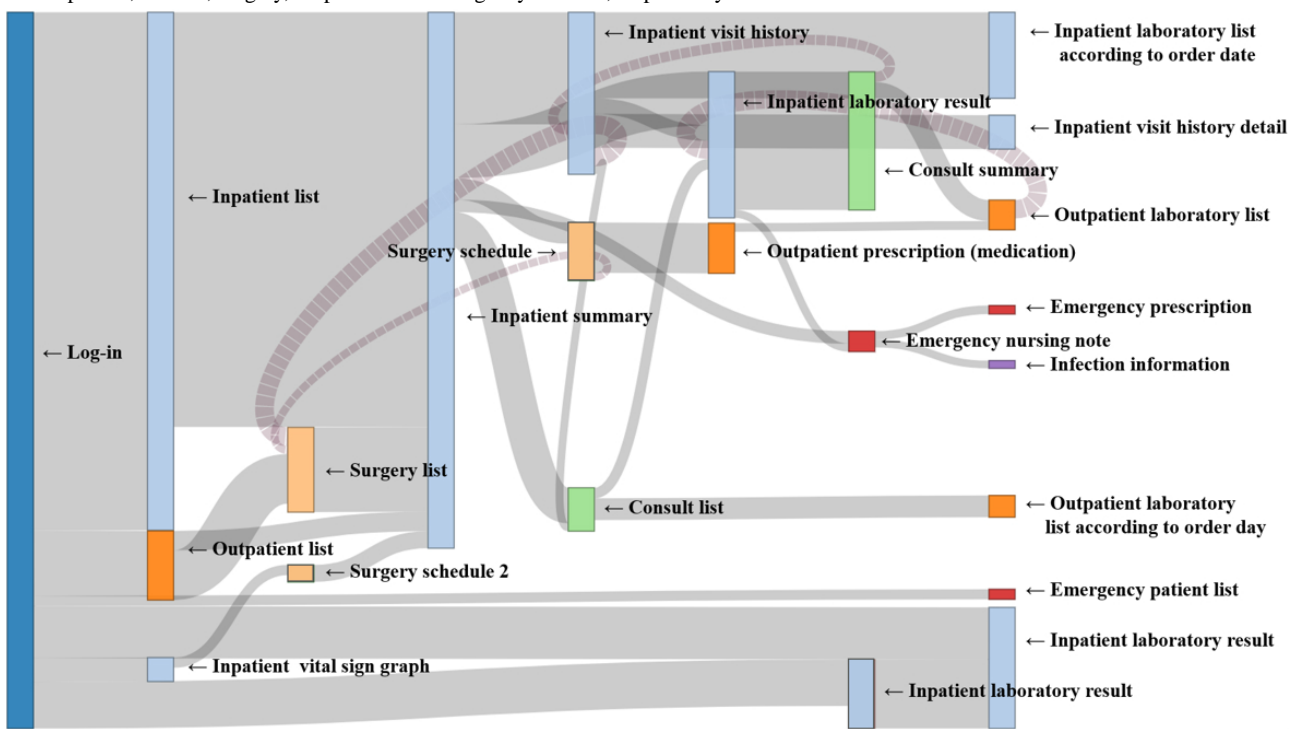 ← Inpatient visit history
← Inpatient laboratory list
according to order date
← Inpatient laboratory result
← Inpatient visit history detail
← Consult summary
← Inpatient list
← Outpatient laboratory list
Surgery schedule →
← Outpatient prescription (medication)
← Emergency prescription
← Inpatient summary
← Emergency nursing note
← Log-in
← Infection information
← Surgery list
← Consult list
← Outpatient laboratory
list according to order day
← Outpatient list
← Surgery schedule 2
← Emergency patient list
← Inpatient laboratory result
← Inpatient vital sign graph
← Inpatient laboratory result